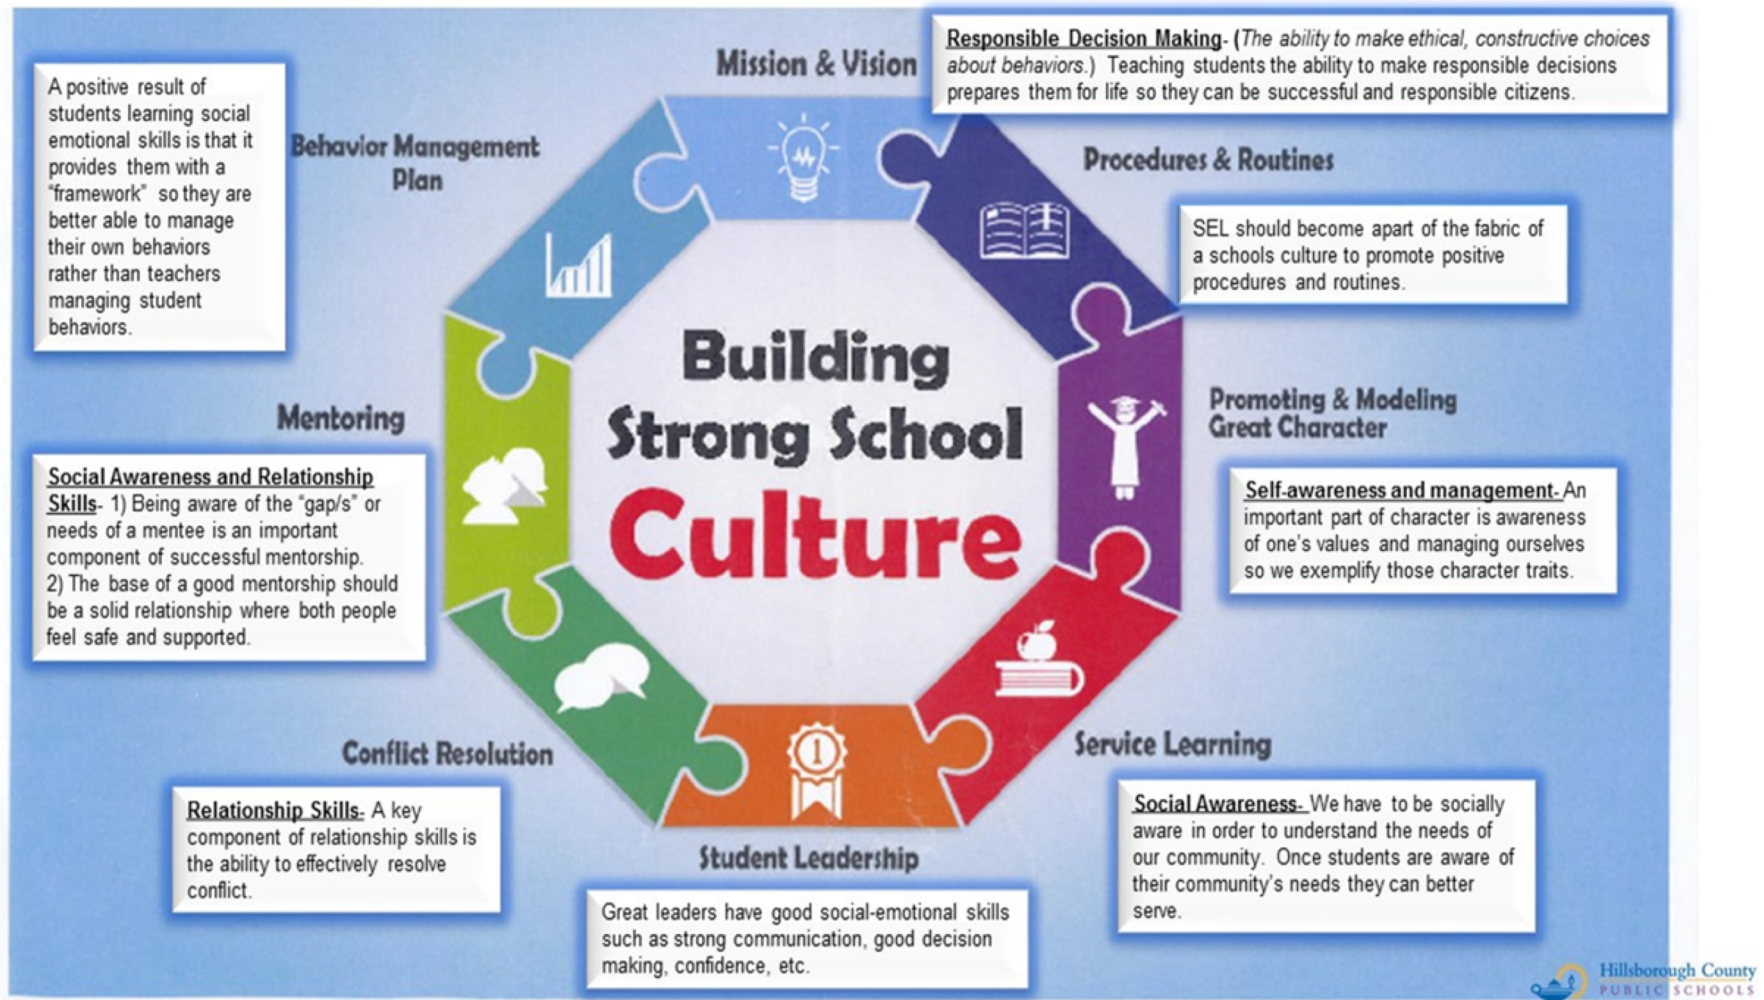 Mission & Vision
Responsible Decision Making- (The ability to make ethical, constructive choices
about behaviors.) Teaching students the ability to make responsible decisions
prepares them for life so they can be successful and responsible citizens.
Behavior Management
Plan
A positive result of
students learning social
emotional skills is that it
provides them with a
“framework” so they are
better able to manage
their own behaviors
rather than teachers
managing student
behaviors.
Procedures & Routines
SEL should become apart of the fabric of
a schools culture to promote positive
procedures and routines.
Building
Strong School
Culture
Promoting & Modeling
Great Character
Self-awareness and management- An
important part of character is awareness
of one’s values and managing ourselves
so we exemplify those character traits.
Mentoring
Social Awareness and Relationship
Skills- 1) Being aware of the “gap/s” or
needs of a mentee is an important
component of successful mentorship.
2) The base of a good mentorship should
be a solid relationship where both people
feel safe and supported.
Conflict Resolution
Relationship Skills- A key
component of relationship skills is
the ability to effectively resolve
conflict.
1
Student Leadership
Great leaders have good social-emotional skills
such as strong communication, good decision
making, confidence, etc.
Service Learning
Social Awareness- We have to be socially
aware in order to understand the needs of
our community. Once students are aware of
their community’s needs they can better
serve.
Hillsborough County
PUBLIC SCHOOLS